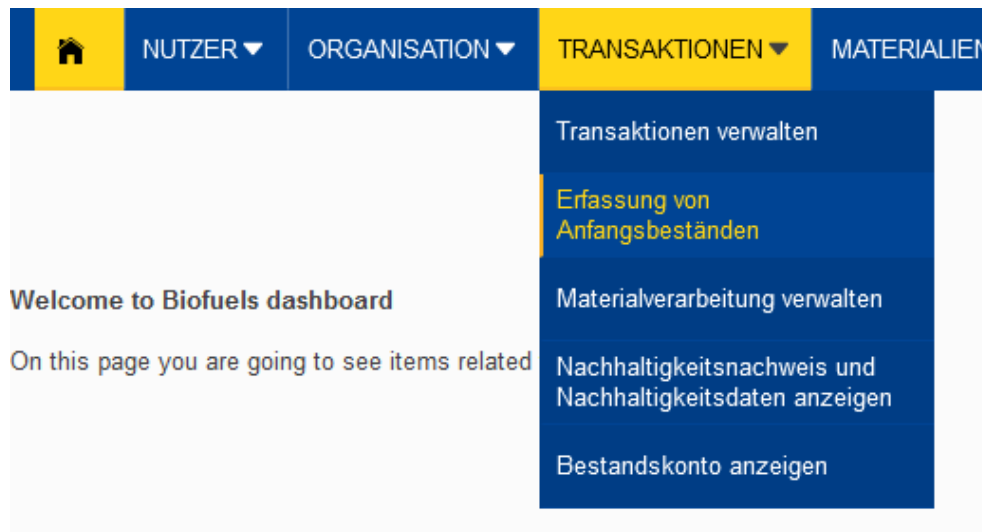 NUTZER
ORGANISATION
TRANSAKTIONEN
MATERIALIEN
Transaktionen verwalten
Erfassung von
Anfangsbeständen
Materialverarbeitung verwalten
Nachhaltigkeitsnachweis und
Nachhaltigkeitsdaten anzeigen
Bestandskonto anzeigen
Welcome to Biofuels dashboard
On this page you are going to see items related